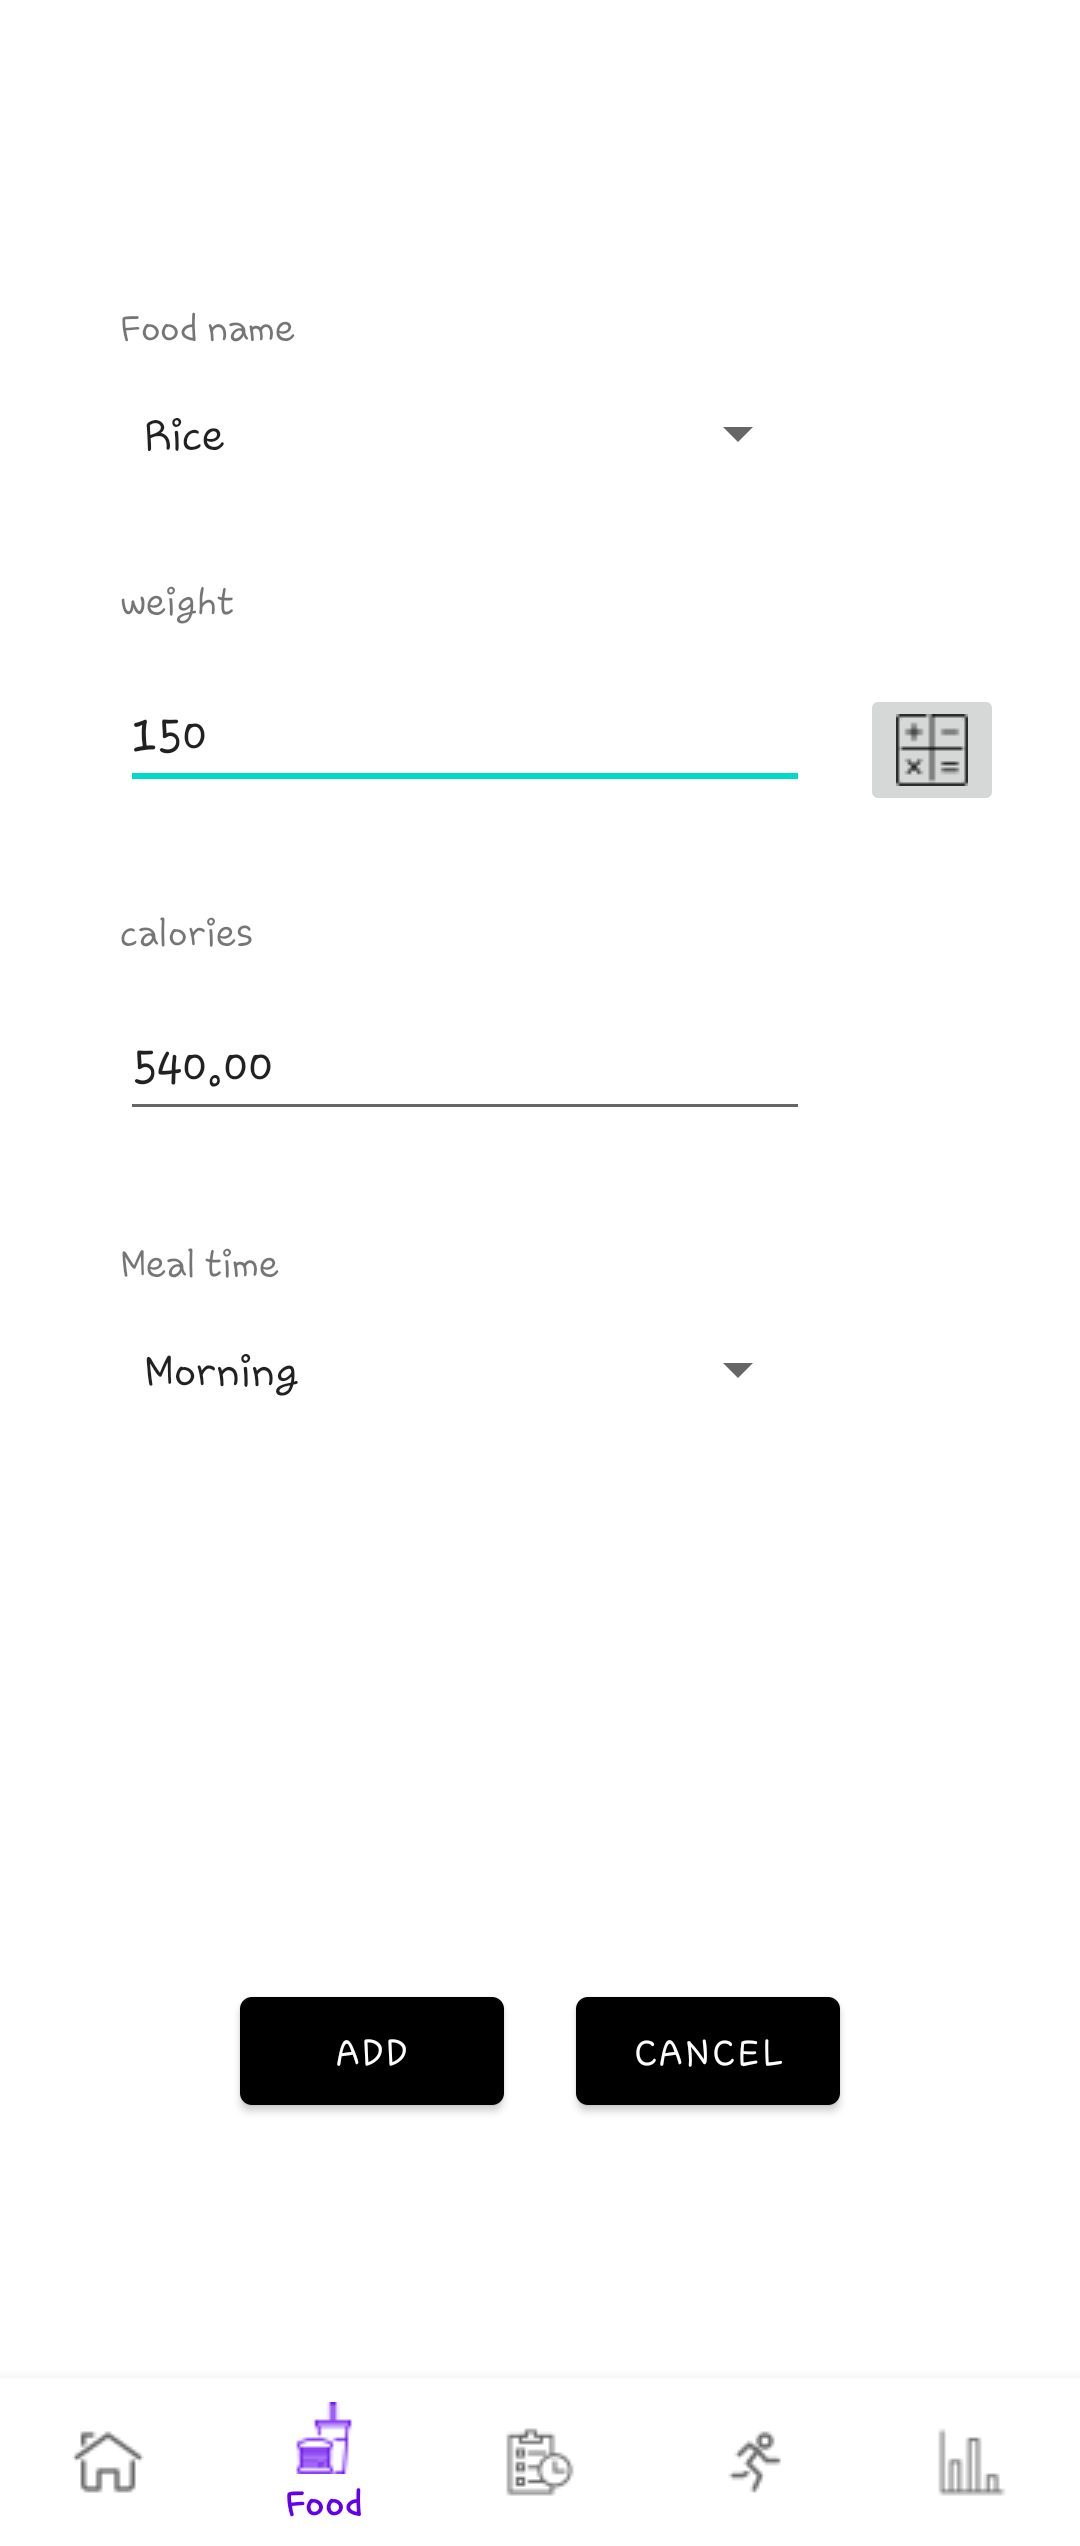 Food name
Rice
weight
150
calories
540.00
Meal time
Morning
ADD
CANCEL
Food